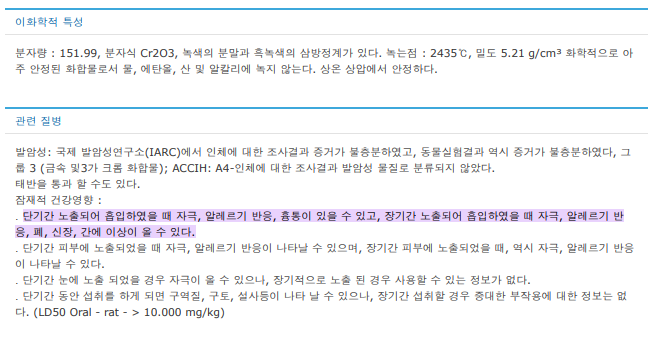 이화학적 특성
분자량 : 151.99, 분자식 Cr2O3, 녹색의 분말과 흑녹색의 삼방정계가 있다. 녹는점 : 2435℃, 밀도 5.21 g/cm³ 화학적으로 아
주 안정된 화합물로서 물, 에탄올, 산 및 알칼리에 녹지 않는다. 상온 상압에서 안정하다.
관련 질병
발암성: 국제 발암성연구소(IARC)에서 인체에 대한 조사결과 증거가 불충분하였고, 동물실험결과 역시 증거가 불충분하였다, 그
룹 3 (금속 및3가 크롬 화합물); ACCIH: A4-인체에 대한 조사결과 발암성 물질로 분류되지 않았다.
태반을 통과 할 수도 있다.
잠재적 건강영향 :
. 단기간 노출되어 흡입하였을 때 자극, 알레르기 반응, 흉통이 있을 수 있고, 장기간 노출되어 흡입하였을 때 자극, 알레르기 반
응, 폐, 신장, 간에 이상이 올 수 있다.
. 단기간 피부에 노출되었을 때 자극, 알레르기 반응이 나타날 수 있으며, 장기간 피부에 노출되었을 때, 역시 자극, 알레르기 반응
이 나타날 수 있다.
. 단기간 눈에 노출 되었을 경우 자극이 올 수 있으나, 장기적으로 노출 된 경우 사용할 수 있는 정보가 없다.
. 단기간 동안 섭취를 하게 되면 구역질, 구토, 설사등이 나타 날 수 있으나, 장기간 섭취할 경우 중대한 부작용에 대한 정보는 없
다. (LD50 Oral - rat - > 10.000 mg/kg)